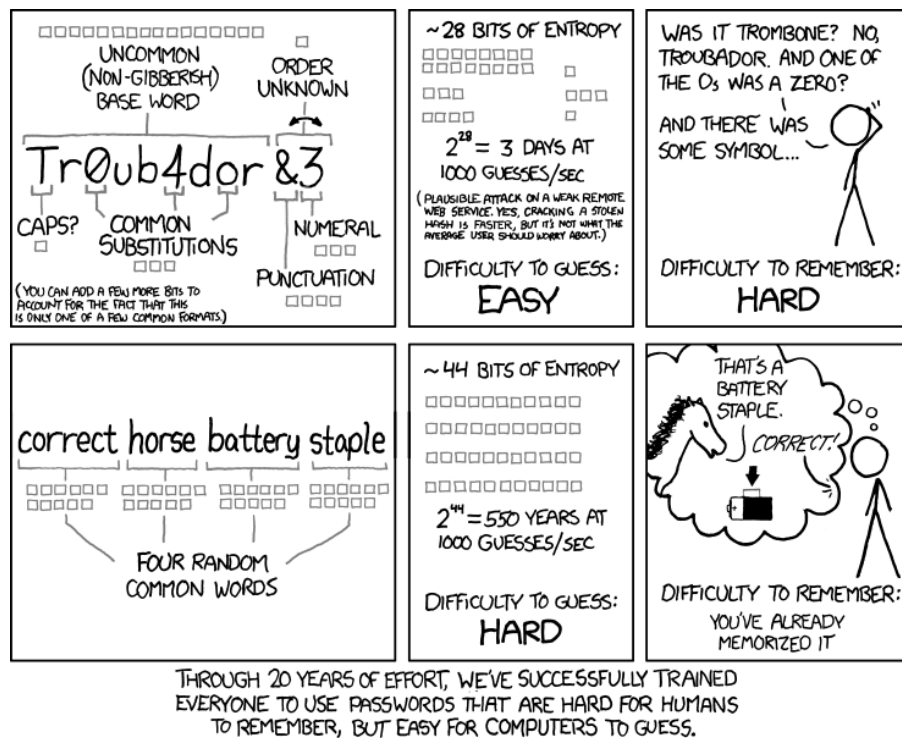 UNCOMMON
(NON-GIBBERISH)
BASE WORD
ORDER
UNKNOWN
Tr0ub4dor &3
CAPS?
COMMON
SUBSTITUTIONS
NUMERAL
PUNCTUATION
(YOU CAN ADD A FEW MORE BITS TO
ACCOUNT FOR THE FACT THAT THIS
IS ONLY ONE OF A FEW COMMON FORMATS.)
~28 BITS OF ENTROPY
2^28 = 3 DAYS AT
1000 GUESSES/SEC
(PLAUSIBLE ATTACK ON A WEAK REMOTE
WEB SERVICE. YES, CRACKING A STOLEN
HASH IS FASTER, BUT IT'S NOT WHAT THE
AVERAGE USER SHOULD WORRY ABOUT.)
DIFFICULTY TO GUESS:
EASY
WAS IT TROMBONE? NO,
TROUBADOR. AND ONE OF
THE Os WAS A ZERO?
AND THERE WAS
SOME SYMBOL...
DIFFICULTY TO REMEMBER:
HARD
correct horse battery staple
FOUR RANDOM
COMMON WORDS
~44 BITS OF ENTROPY
2^44 = 550 YEARS AT
1000 GUESSES/SEC
DIFFICULTY TO GUESS:
HARD
THAT'S A
BATTERY
STAPLE.
CORRECT!
DIFFICULTY TO REMEMBER:
YOU'VE ALREADY
MEMORIZED IT
THROUGH 20 YEARS OF EFFORT, WE'VE SUCCESSFULLY TRAINED
EVERYONE TO USE PASSWORDS THAT ARE HARD FOR HUMANS
TO REMEMBER, BUT EASY FOR COMPUTERS TO GUESS.